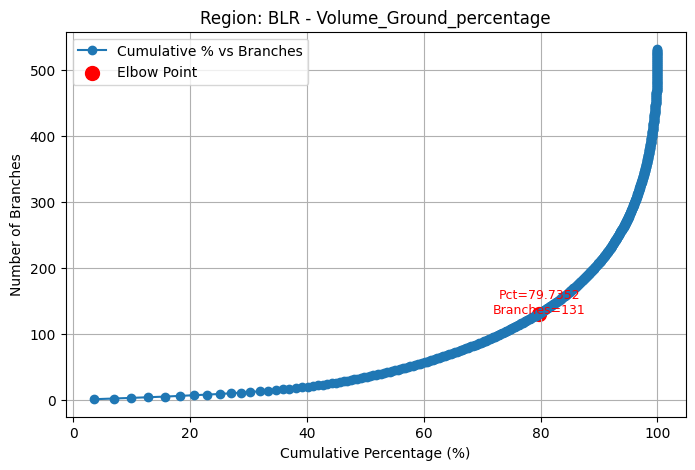 Region: BLR - Volume_Ground_percentage
Cumulative % vs Branches
Elbow Point
Number of Branches
500
400
300
200
100
0
Pct=79.7352
Branches=131
0
20
40
60
80
100
Cumulative Percentage (%)